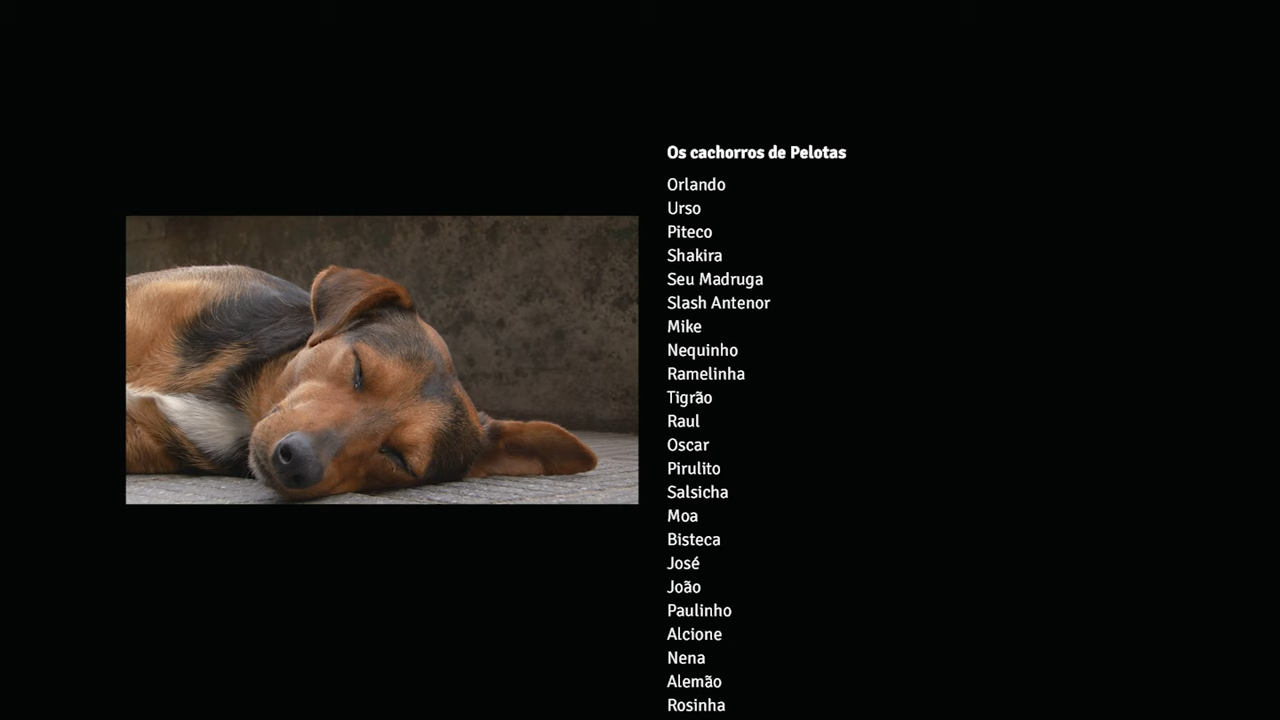 Os cachorros de Pelotas
Orlando
Urso
Piteco
Shakira
Seu Madruga
Slash Antenor
Mike
Nequinho
Ramelinha
Tigrão
Raul
Oscar
Pirulito
Salsicha
Moa
Bisteca
José
João
Paulinho
Alcione
Nena
Alemão
Rosinha